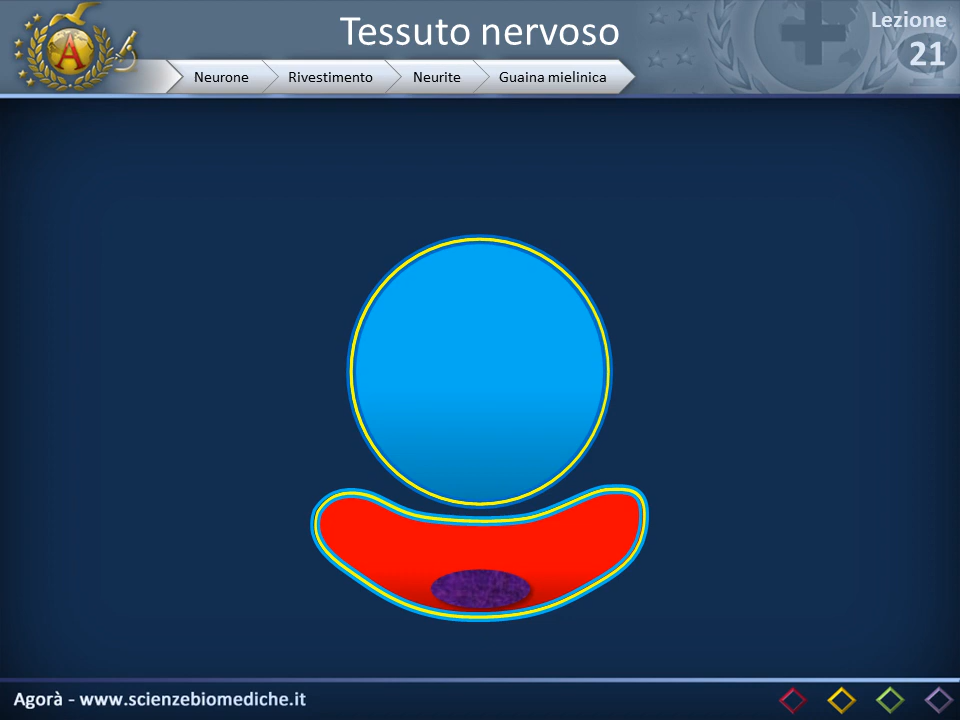 Tessuto nervoso
Lezione
21
A
Neurone
Rivestimento
Neurite
Guaina mielinica
Agorà - www.scienzebiomediche.it